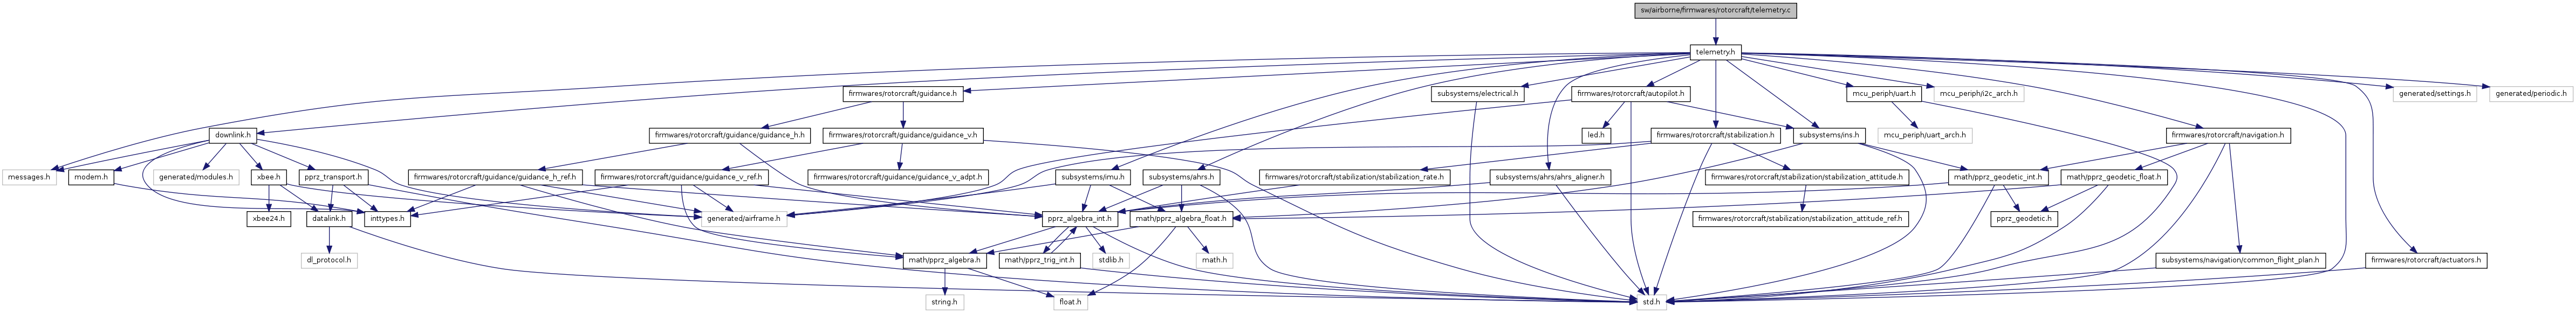 sw/airborne/firmwares/rotorcraft/telemetry.c
telemetry.h
firmwares/rotorcraft/guidance.h
subsystems/electrical.h
firmwares/rotorcraft/autopilot.h
mcu_periph/uart.h
mcu_periph/i2c_arch.h
generated/settings.h
generated/periodic.h
downlink.h
firmwares/rotorcraft/guidance/guidance_h.h
firmwares/rotorcraft/guidance/guidance_v.h
led.h
firmwares/rotorcraft/stabilization.h
subsystems/ins.h
mcu_periph/uart_arch.h
firmwares/rotorcraft/navigation.h
messages.h
modem.h
generated/modules.h
xbee.h
pprz_transport.h
firmwares/rotorcraft/guidance/guidance_h_ref.h
firmwares/rotorcraft/guidance/guidance_v_ref.h
firmwares/rotorcraft/guidance/guidance_v_adpt.h
subsystems/imu.h
subsystems/ahrs.h
firmwares/rotorcraft/stabilization/stabilization_rate.h
subsystems/ahrs/ahrs_aligner.h
firmwares/rotorcraft/stabilization/stabilization_attitude.h
math/pprz_geodetic_int.h
math/pprz_geodetic_float.h
xbee24.h
datalink.h
inttypes.h
generated/airframe.h
pprz_algebra_int.h
math/pprz_algebra_float.h
firmwares/rotorcraft/stabilization/stabilization_attitude_ref.h
pprz_geodetic.h
dl_protocol.h
math/pprz_algebra.h
math/pprz_trig_int.h
stdlib.h
math.h
subsystems/navigation/common_flight_plan.h
firmwares/rotorcraft/actuators.h
string.h
float.h
std.h